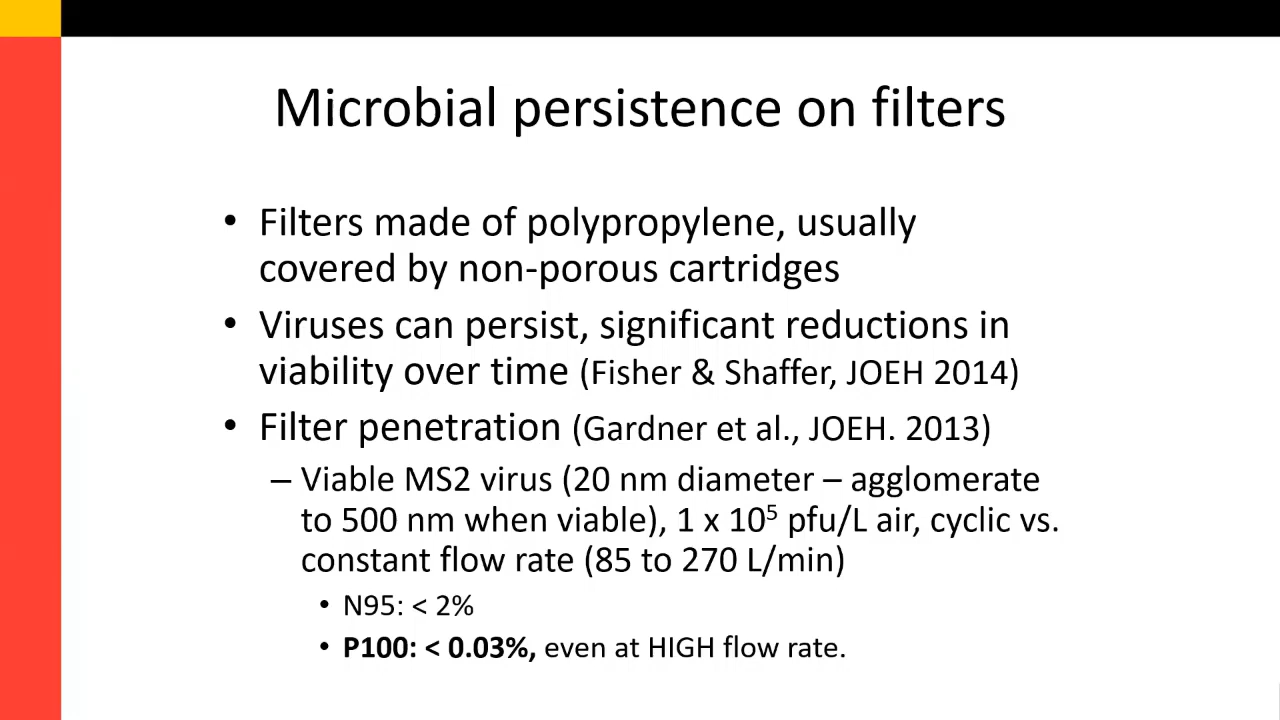 Microbial persistence on filters
• Filters made of polypropylene, usually
covered by non-porous cartridges
• Viruses can persist, significant reductions in
viability over time (Fisher & Shaffer, JOEH 2014)
• Filter penetration (Gardner et al., JOEH. 2013)
– Viable MS2 virus (20 nm diameter – agglomerate
to 500 nm when viable), 1 x 10⁵ pfu/L air, cyclic vs.
constant flow rate (85 to 270 L/min)
• N95: < 2%
• P100: < 0.03%, even at HIGH flow rate.